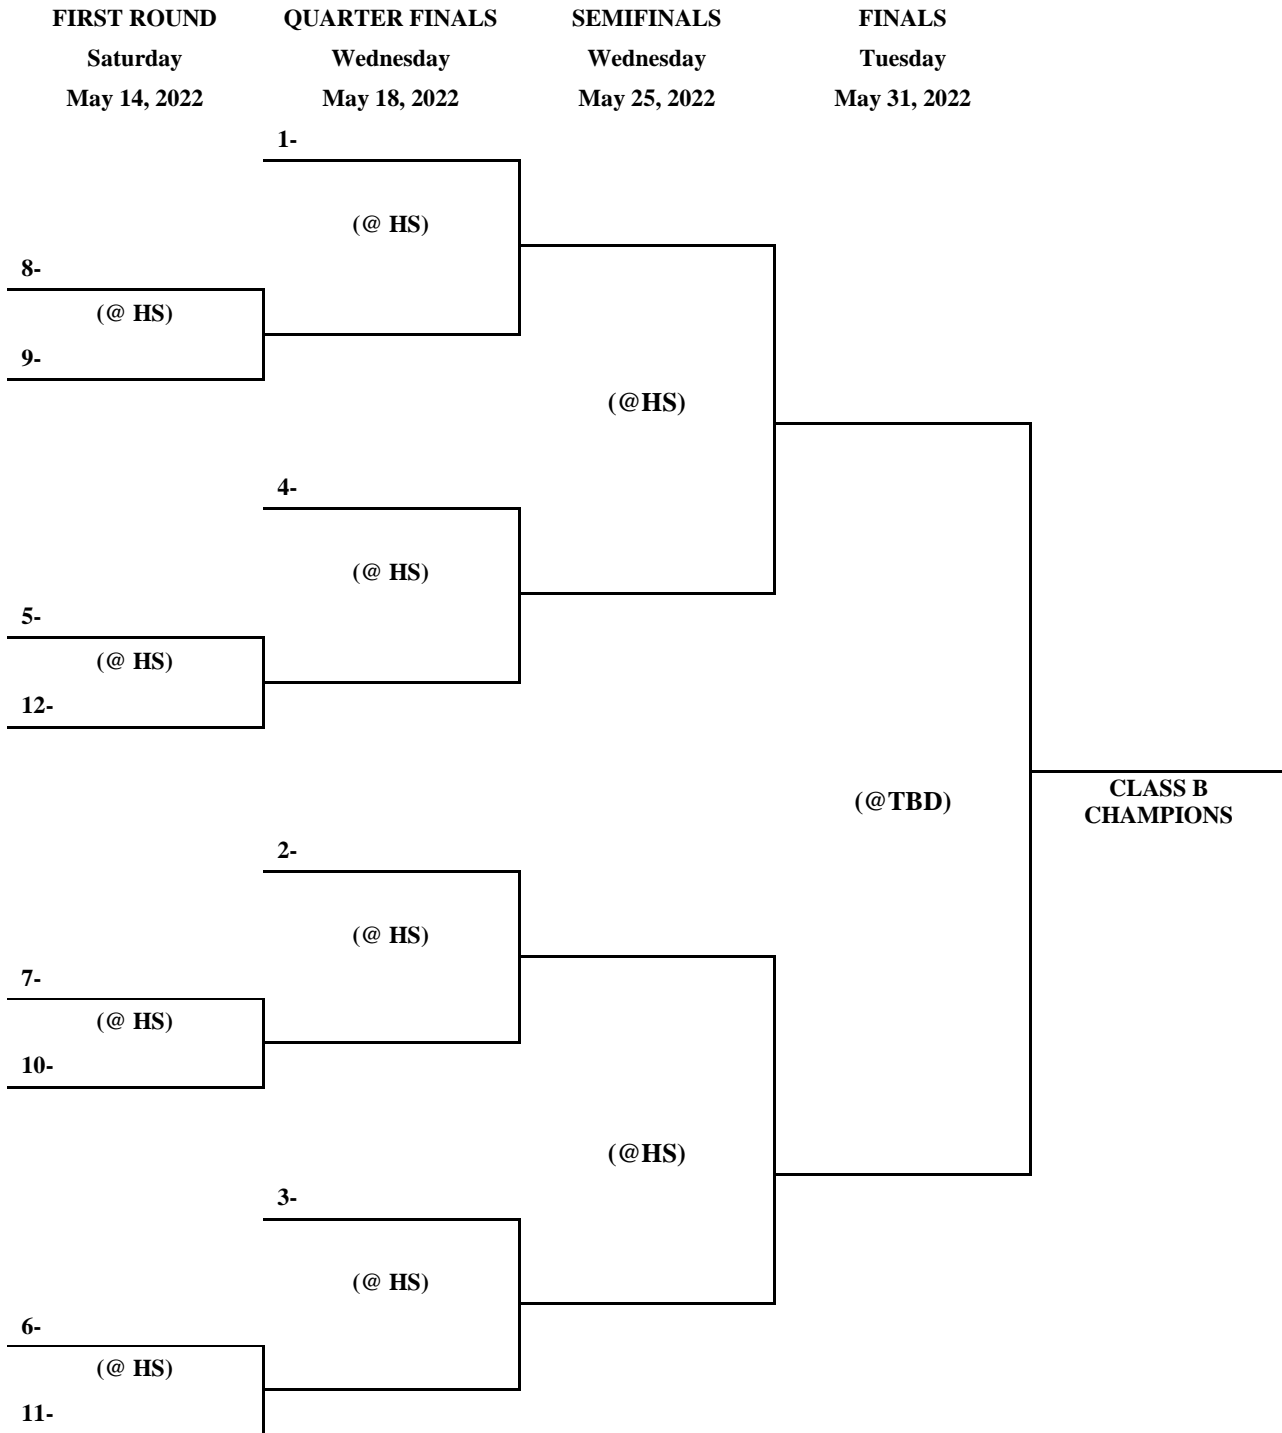 FIRST ROUND QUARTER FINALS SEMIFINALS FINALS
Saturday Wednesday Wednesday Tuesday
May 14, 2022 May 18, 2022 May 25, 2022 May 31, 2022
1-
(@ HS)
8-
(@ HS)
9-
(@HS)
4-
(@ HS)
5-
(@ HS)
12-
CLASS B
CHAMPIONS
(@TBD)
2-
(@ HS)
7-
(@ HS)
10-
(@HS)
3-
(@ HS)
6-
(@ HS)
11-